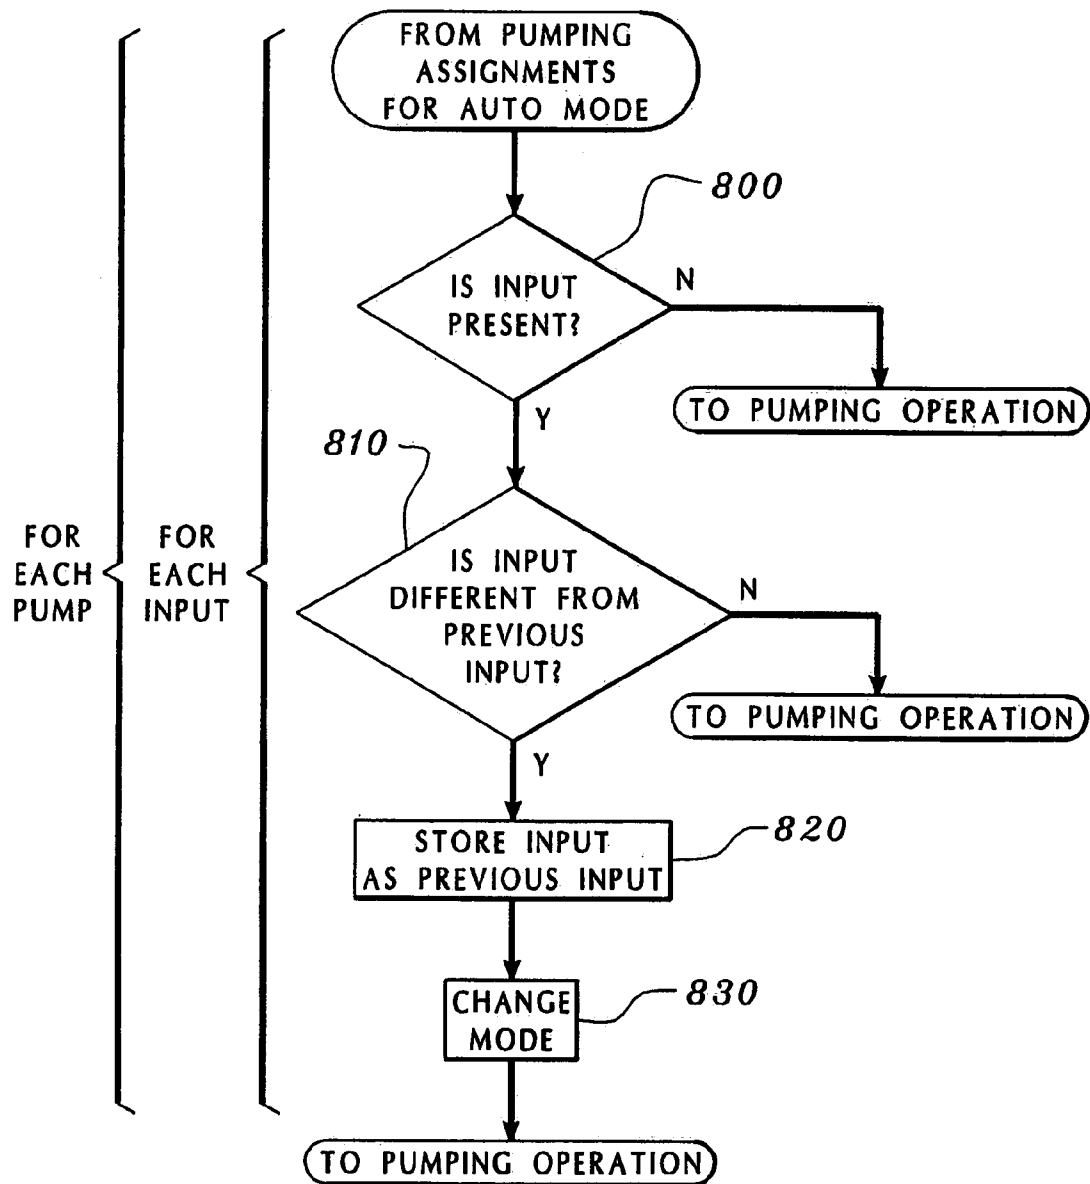 FROM PUMPING
ASSIGNMENTS
FOR AUTO MODE
800
IS INPUT
PRESENT?
N
TO PUMPING OPERATION
Y
810
FOR
EACH
PUMP
FOR
EACH
INPUT
IS INPUT
DIFFERENT FROM
PREVIOUS
INPUT?
N
TO PUMPING OPERATION
Y
STORE INPUT
AS PREVIOUS INPUT
820
CHANGE
MODE
830
TO PUMPING OPERATION